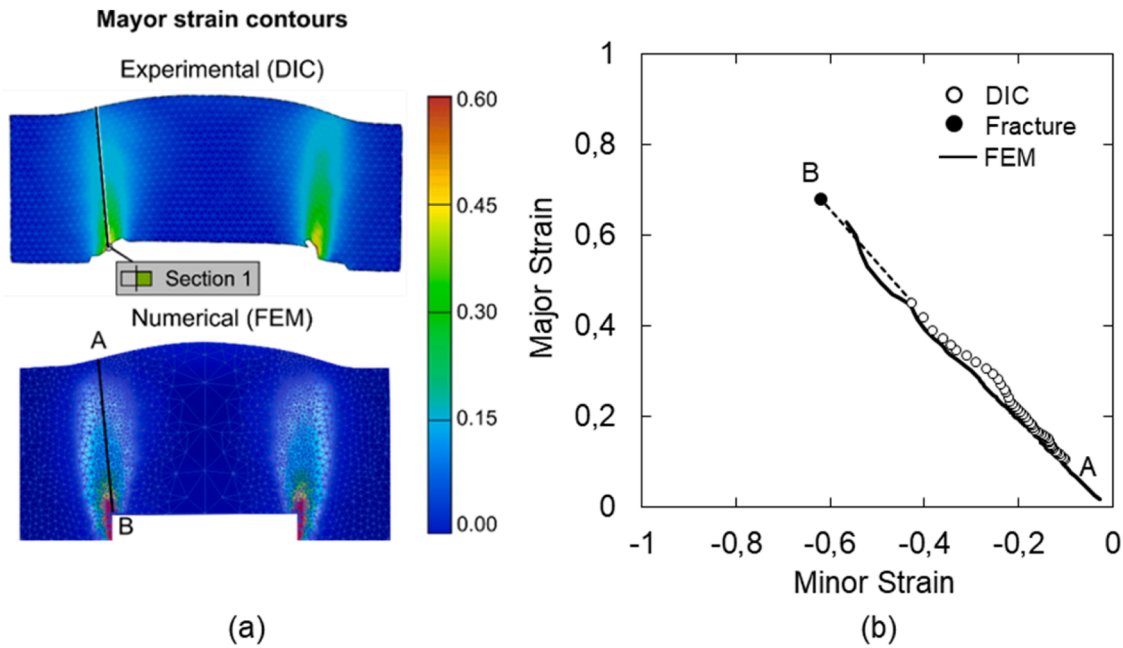 Mayor strain contours
Experimental (DIC)
0.60
0.45
0.30
0.15
0.00
Section 1
Numerical (FEM)
A
B
(a)
1
0,8
0,6
0,4
0,2
0
Major Strain
DIC
Fracture
FEM
B
A
-1
-0,8
-0,6
-0,4
-0,2
0
Minor Strain
(b)